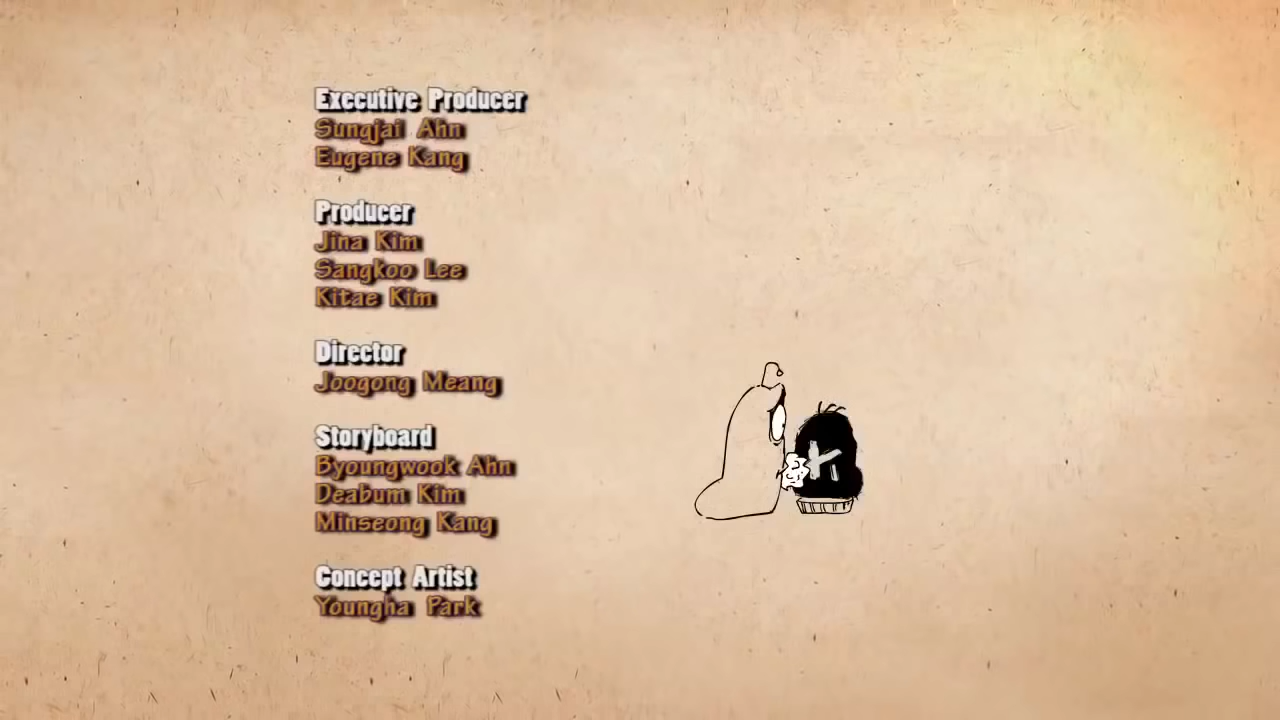 Executive Producer
Sungjai Ahn
Eugene Kang
Producer
Jina Kim
Sangkoo Lee
Kitae Kim
Director
Joogong Meang
Storyboard
Byoungwook Ahn
Deabum Kim
Minseong Kang
Concept Artist
Youngha Park
K